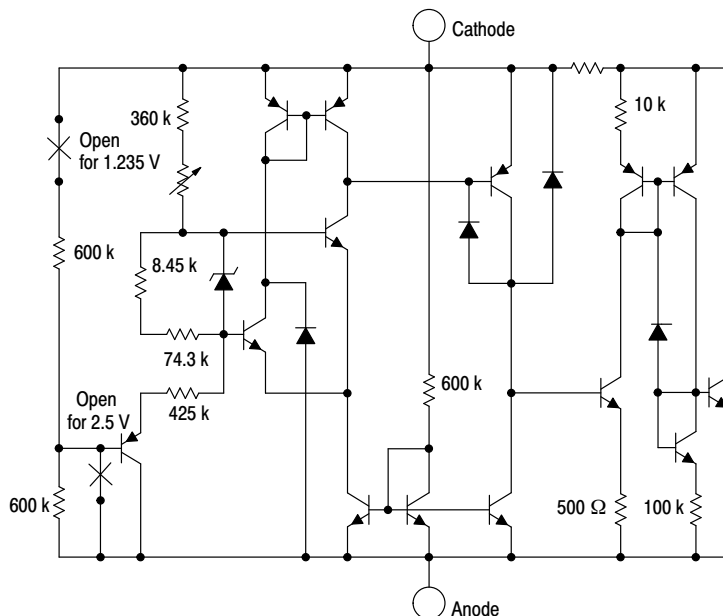 Cathode
360 k
10 k
Open
for 1.235 V
600 k
8.45 k
74.3 k
600 k
Open
for 2.5 V
425 k
600 k
500 Ω
100 k
Anode